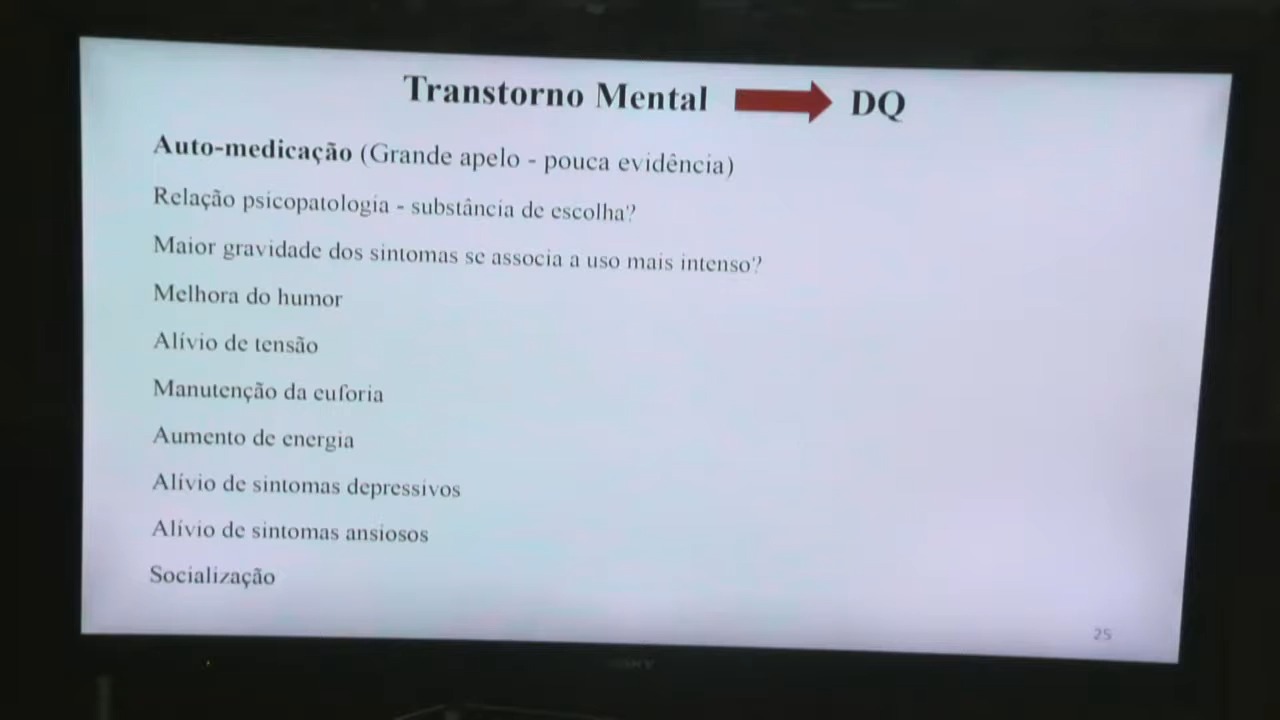 Transtorno Mental DQ
Auto-medicação (Grande apelo - pouca evidência)
Relação psicopatologia - substância de escolha?
Maior gravidade dos sintomas se associa a uso mais intenso?
Melhora do humor
Alívio de tensão
Manutenção da euforia
Aumento de energia
Alívio de sintomas depressivos
Alívio de sintomas ansiosos
Socialização
25
SONY